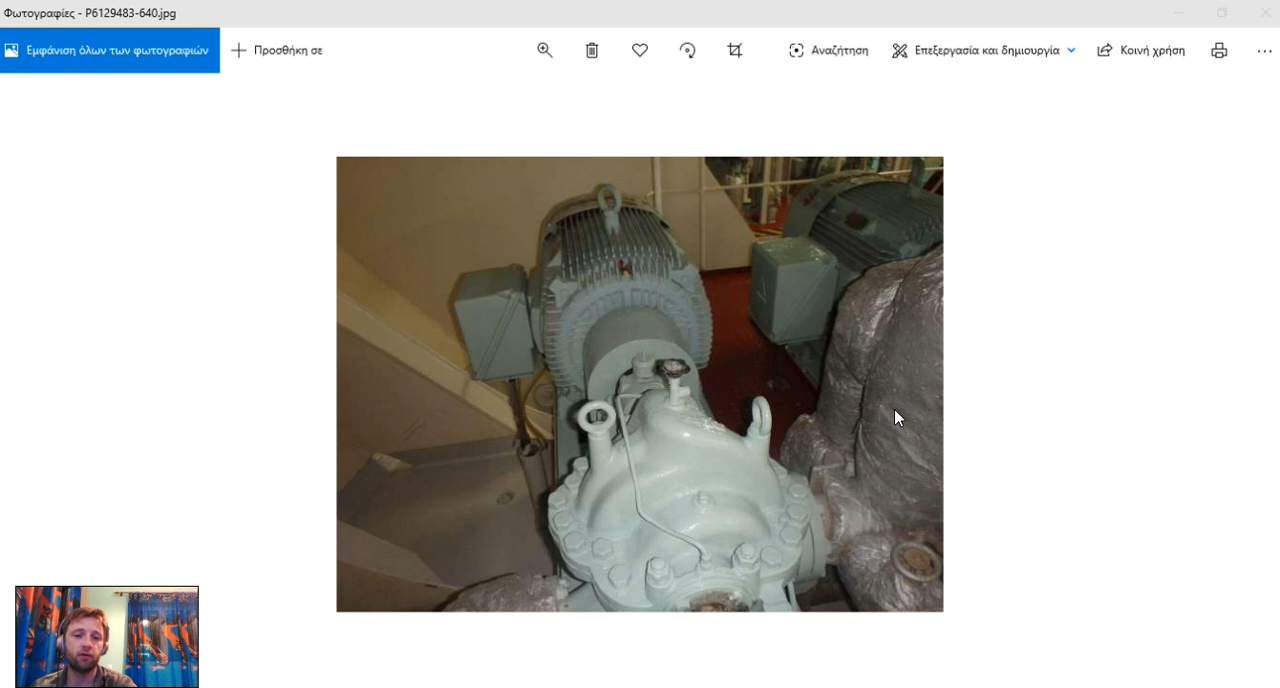 Φωτογραφίες - P6129483-640.jpg
Εμφάνιση όλων των φωτογραφιών
Προσθήκη σε
Αναζήτηση
Επεξεργασία και δημιουργία
Κοινή χρήση